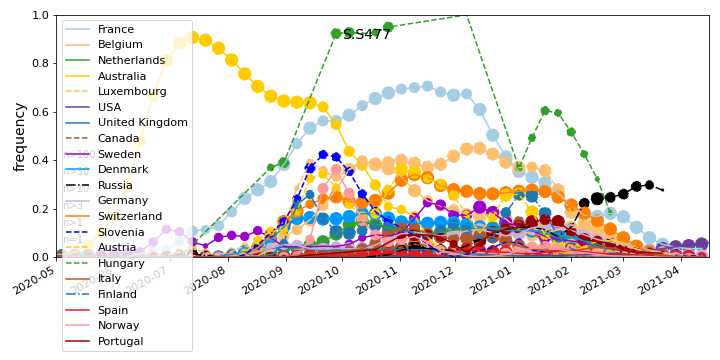 S:S477
frequency
1.0
0.8
0.6
0.4
0.2
0.0
France
Belgium
Netherlands
Australia
Luxembourg
USA
United Kingdom
Canada
Sweden
Denmark
Russia
Germany
Switzerland
Slovenia
Austria
Hungary
Italy
Finland
Spain
Norway
Portugal
n>3
n>1
n=1
2020-05
2020-06
2020-07
2020-08
2020-09
2020-10
2020-11
2020-12
2021-01
2021-02
2021-03
2021-04